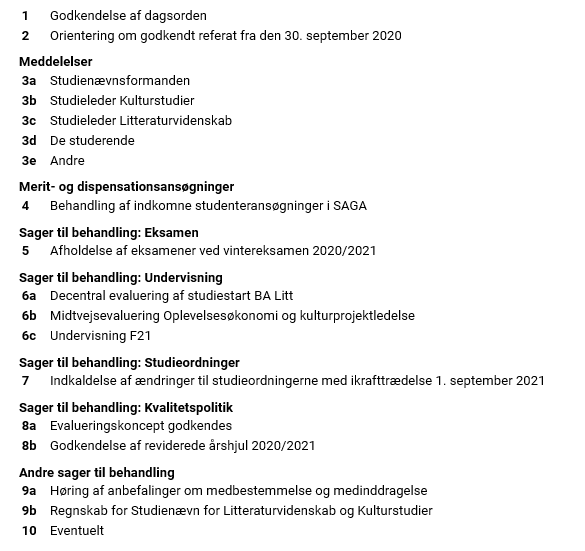 1 Godkendelse af dagsorden
2 Orientering om godkendt referat fra den 30. september 2020
Meddelelser
3a Studienævnsformanden
3b Studieleder Kulturstudier
3c Studieleder Litteraturvidenskab
3d De studerende
3e Andre
Merit- og dispensationsansøgninger
4 Behandling af indkomne studenteransøgninger i SAGA
Sager til behandling: Eksamen
5 Afholdelse af eksamener ved vintereksamen 2020/2021
Sager til behandling: Undervisning
6a Decentral evaluering af studiestart BA Litt
6b Midtvejsevaluering Oplevelsesøkonomi og kulturprojektledelse
6c Undervisning F21
Sager til behandling: Studieordninger
7 Indkaldelse af ændringer til studieordningerne med ikrafttrædelse 1. september 2021
Sager til behandling: Kvalitetspolitik
8a Evalueringskoncept godkendes
8b Godkendelse af reviderede årshjul 2020/2021
Andre sager til behandling
9a Høring af anbefalinger om medbestemmelse og medinddragelse
9b Regnskab for Studienævn for Litteraturvidenskab og Kulturstudier
10 Eventuelt